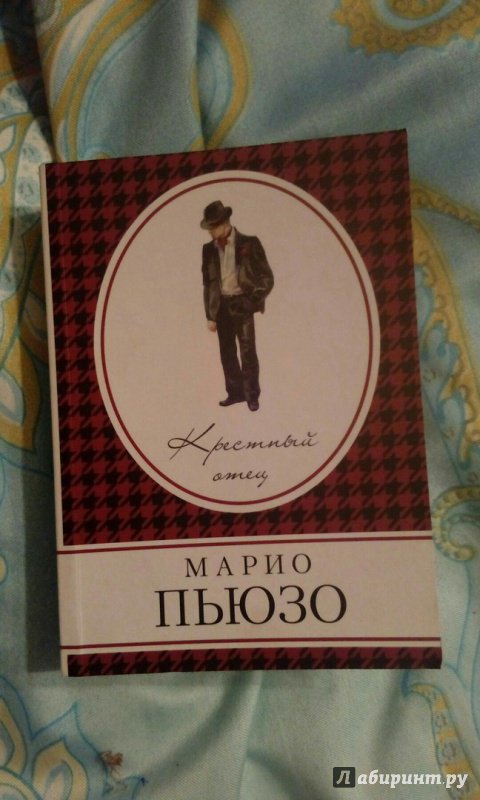 Крестный
отец
МАРИО
ПЬЮЗО
Лабиринт.ру